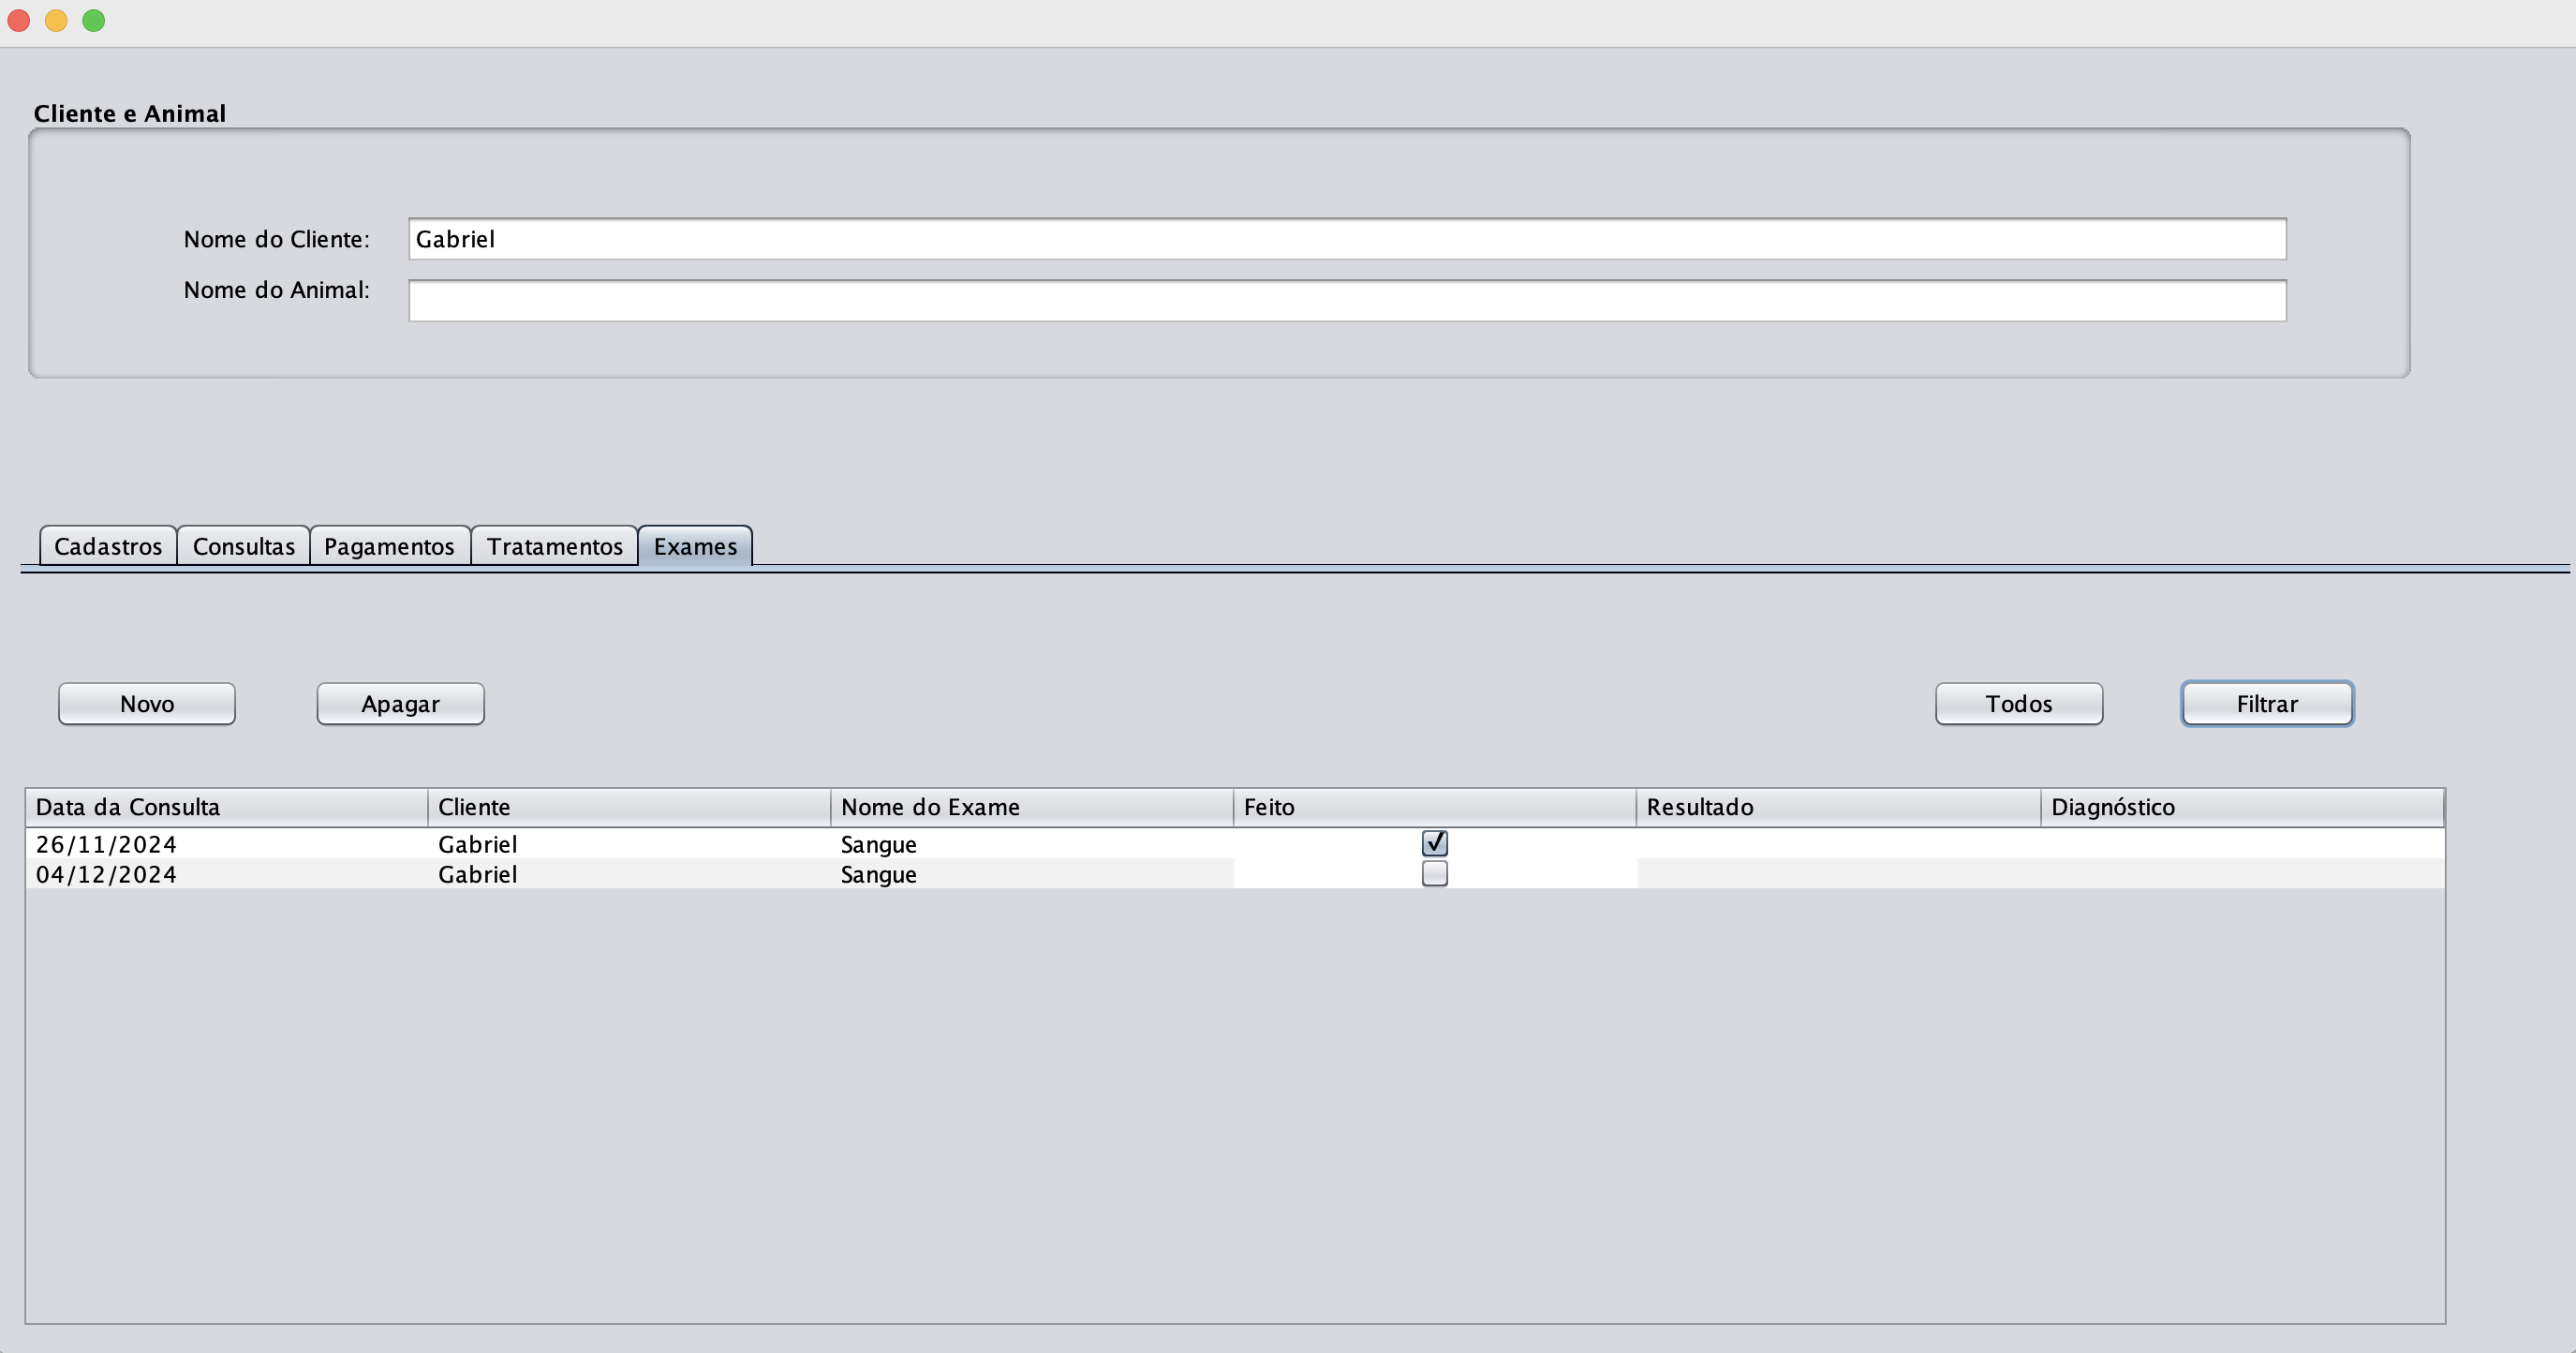 Cliente e Animal
Nome do Cliente: Gabriel
Nome do Animal:
Cadastros Consultas Pagamentos Tratamentos Exames
Novo Apagar Todos Filtrar
Data da Consulta Cliente Nome do Exame Feito Resultado Diagnóstico
26/11/2024 Gabriel Sangue
04/12/2024 Gabriel Sangue